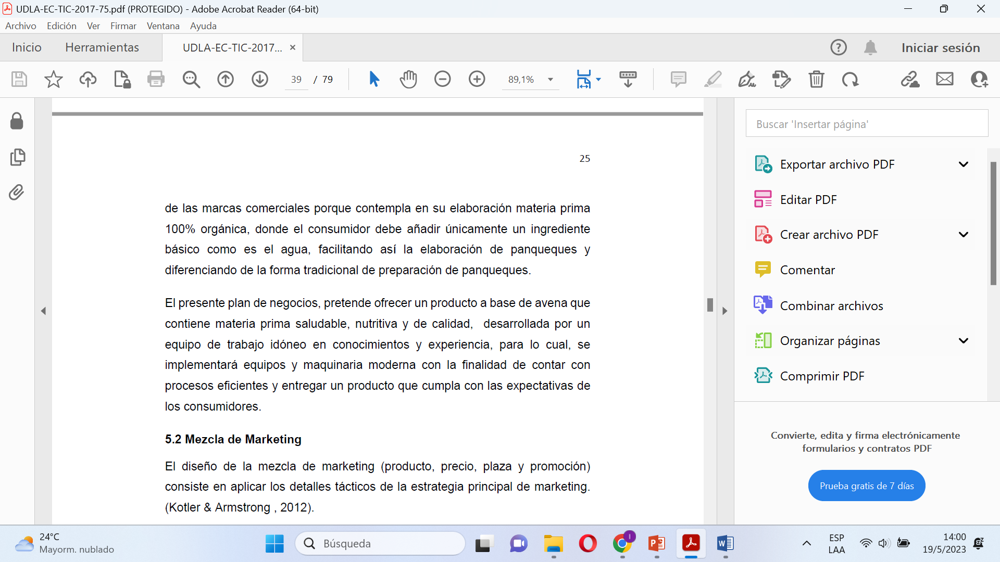 UDLA-EC-TIC-2017-75.pdf (PROTEGIDO) - Adobe Acrobat Reader (64-bit)
Archivo Edición Ver Firmar Ventana Ayuda
Inicio Herramientas UDLA-EC-TIC-2017... × ? Iniciar sesión
39 / 79 89,1%
25
de las marcas comerciales porque contempla en su elaboración materia prima
100% orgánica, donde el consumidor debe añadir únicamente un ingrediente
básico como es el agua, facilitando así la elaboración de panqueques y
diferenciando de la forma tradicional de preparación de panqueques.
El presente plan de negocios, pretende ofrecer un producto a base de avena que
contiene materia prima saludable, nutritiva y de calidad, desarrollada por un
equipo de trabajo idóneo en conocimientos y experiencia, para lo cual, se
implementará equipos y maquinaria moderna con la finalidad de contar con
procesos eficientes y entregar un producto que cumpla con las expectativas de
los consumidores.
5.2 Mezcla de Marketing
El diseño de la mezcla de marketing (producto, precio, plaza y promoción)
consiste en aplicar los detalles tácticos de la estrategia principal de marketing.
(Kotler & Armstrong , 2012).
Buscar 'Insertar página'
Exportar archivo PDF
Editar PDF
Crear archivo PDF
Comentar
Combinar archivos
Organizar páginas
Comprimir PDF
Convierte, edita y firma electrónicamente
formularios y contratos PDF
Prueba gratis de 7 días
24°C
Mayorm. nublado
Búsqueda
I
P
W
ESP
LAA
14:00
19/5/2023